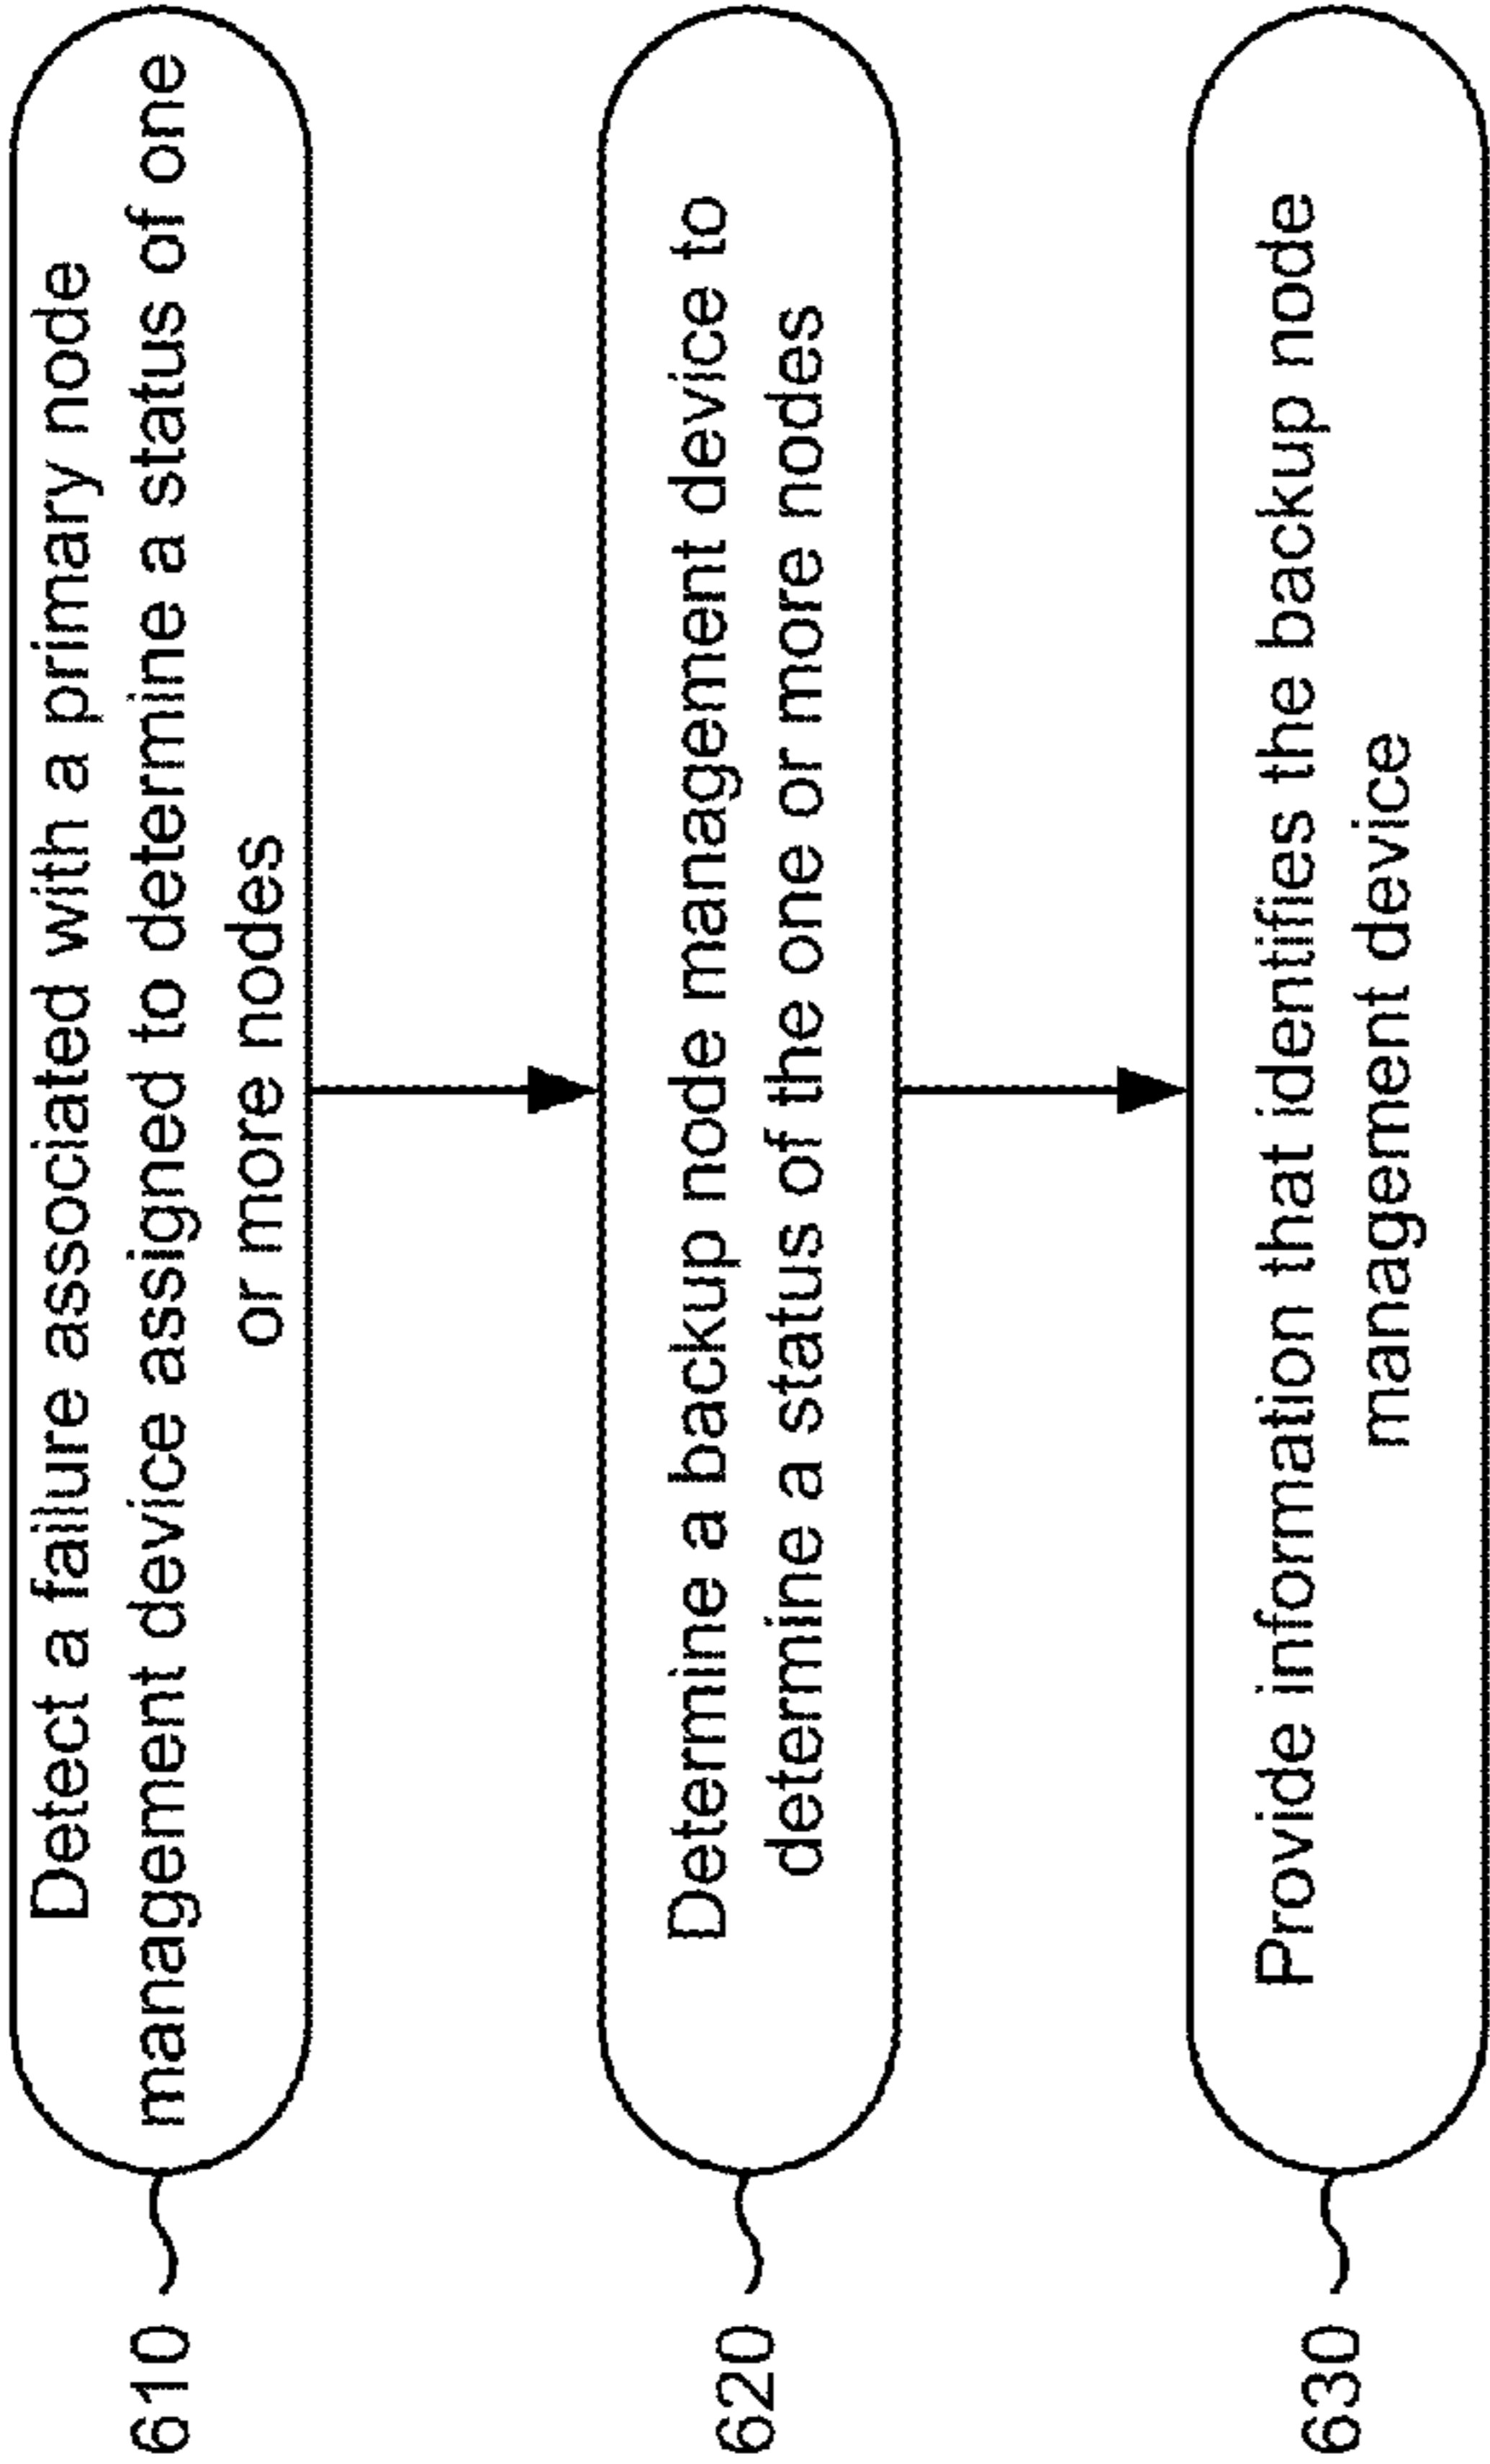 Detect a failure associated with a primary node
management device assigned to determine a status of one
or more nodes
610
Determine a backup node management device to
determine a status of the one or more nodes
620
Provide information that identifies the backup node
management device
630